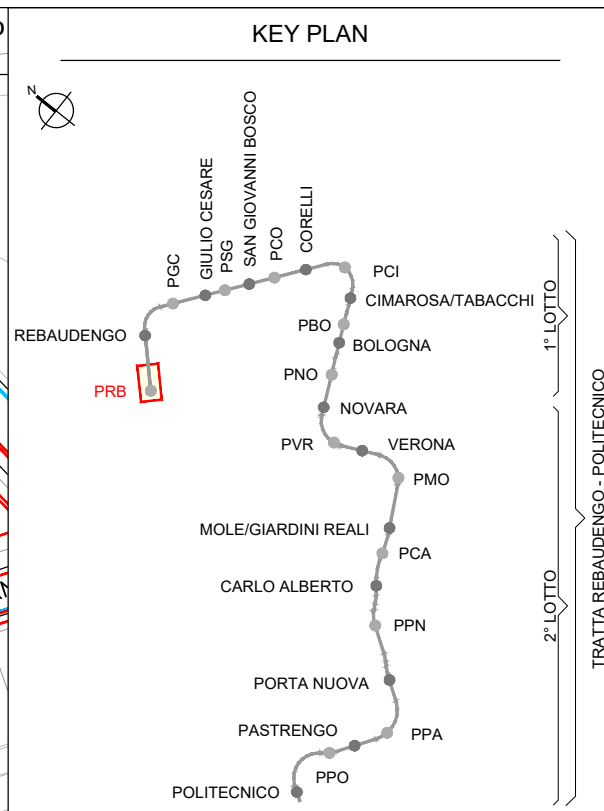 KEY PLAN
N
PGC
GIULIO CESARE
PSG
SAN GIOVANNI BOSCO
PCO
CORELLI
PCI
CIMAROSA/TABACCHI
REBAUDENGO
PBO
BOLOGNA
PRB
PNO
NOVARA
PVR
VERONA
PMO
MOLE/GIARDINI REALI
PCA
CARLO ALBERTO
PPN
PORTA NUOVA
PASTRENGO
PPA
PPO
POLITECNICO
1° LOTTO
2° LOTTO
TRATTA REBAUDENGO - POLITECNICO